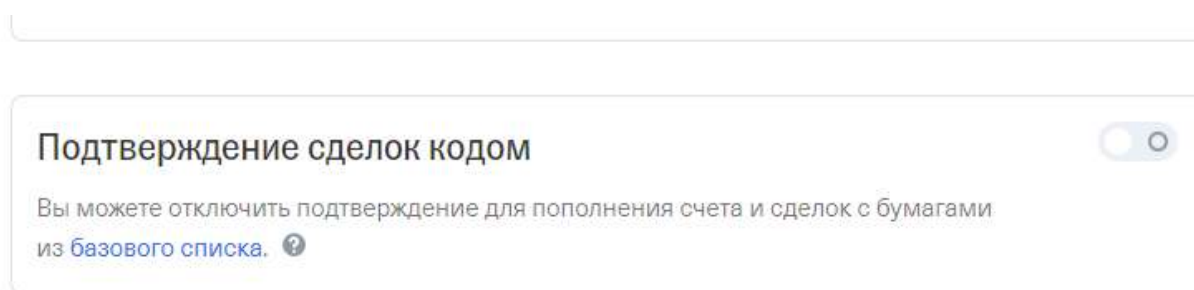 Подтверждение сделок кодом
Вы можете отключить подтверждение для пополнения счета и сделок с бумагами
из базового списка.